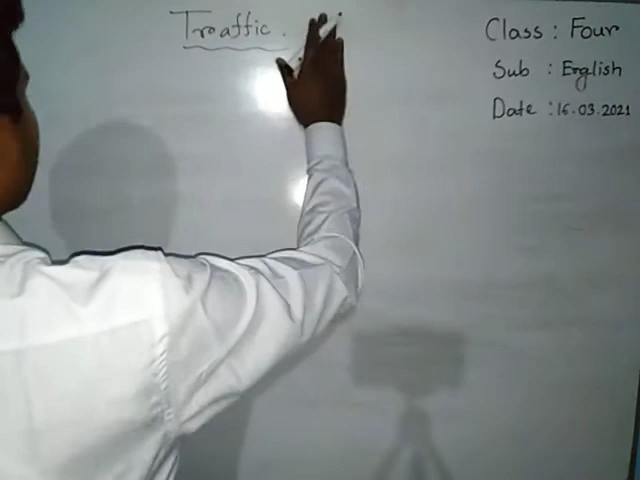 Traffic
Class : Four
Sub : English
Date : 16.03.2021